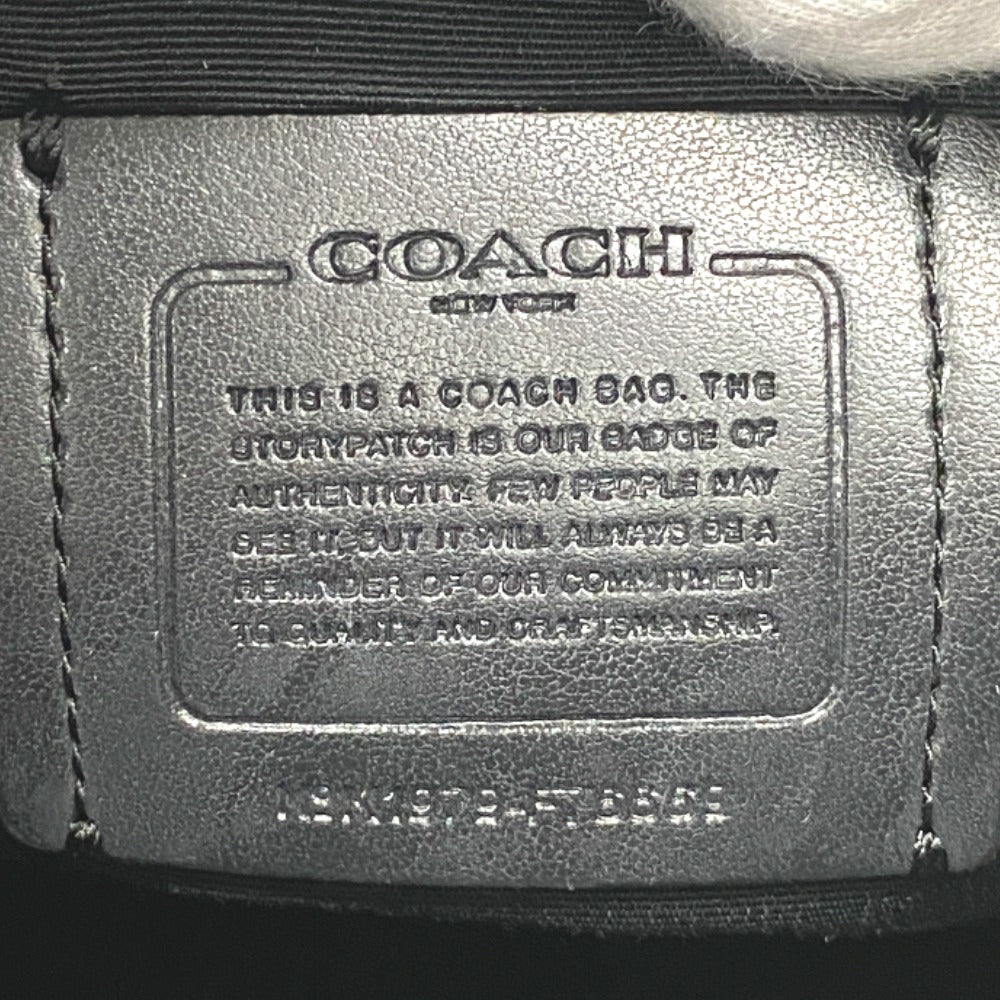 COACH
NEW YORK
THIS IS A COACH BAG. THE
STORYPATCH IS OUR BADGE OF
AUTHENTICITY. FEW PEOPLE MAY
SEE IT, BUT IT WILL ALWAYS BE A
REMINDER OF OUR COMMITMENT
TO QUALITY AND CRAFTSMANSHIP.